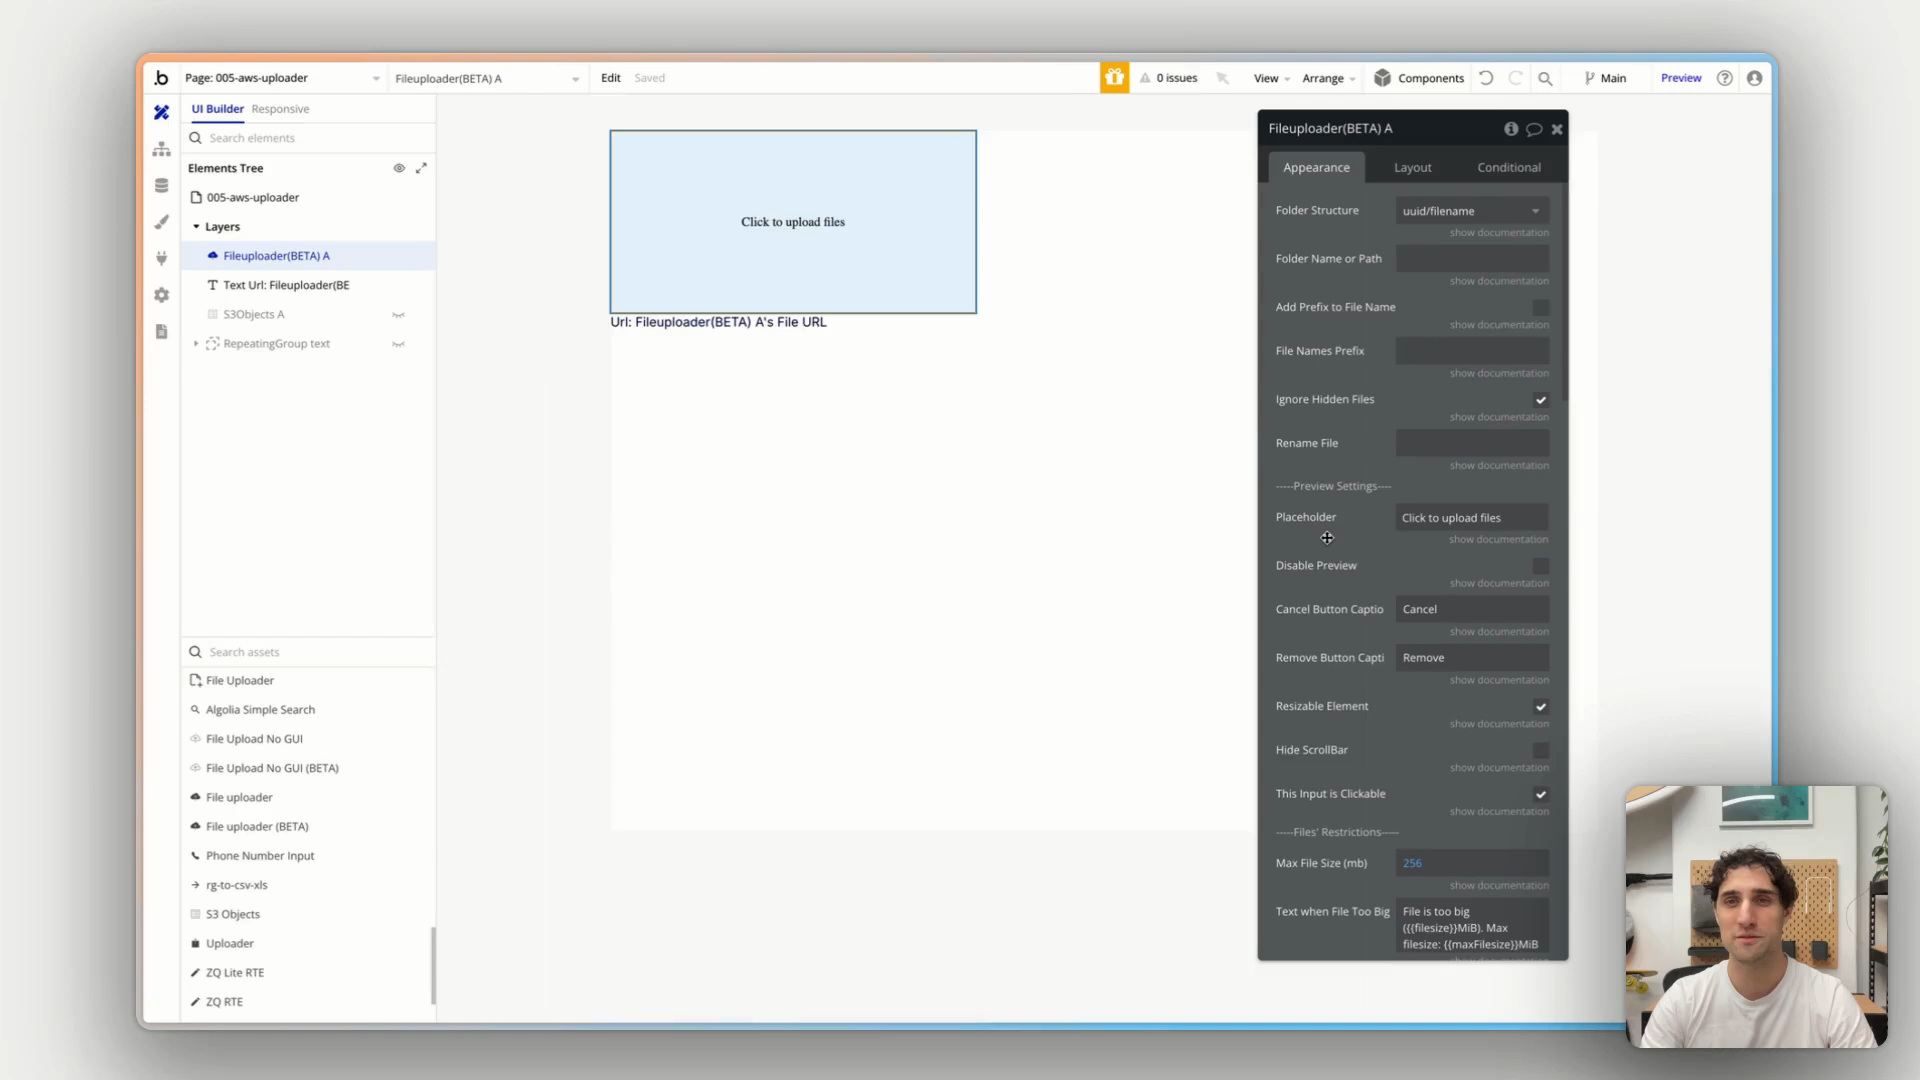 .b
Page: 005-aws-uploader
Fileuploader(BETA) A
Edit
Saved
0 issues
View
Arrange
Components
Main
Preview
UI Builder
Responsive
Search elements
Elements Tree
005-aws-uploader
Layers
Fileuploader(BETA) A
Text Url: Fileuploader(BE
S3Objects A
RepeatingGroup text
Search assets
File Uploader
Algolia Simple Search
File Upload No GUI
File Upload No GUI (BETA)
File uploader
File uploader (BETA)
Phone Number Input
rg-to-csv-xls
S3 Objects
Uploader
ZQ Lite RTE
ZQ RTE
Click to upload files
Url: Fileuploader(BETA) A's File URL
Fileuploader(BETA) A
Appearance
Layout
Conditional
Folder Structure
uuid/filename
show documentation
Folder Name or Path
show documentation
Add Prefix to File Name
show documentation
File Names Prefix
show documentation
Ignore Hidden Files
show documentation
Rename File
show documentation
-----Preview Settings----
Placeholder
Click to upload files
show documentation
Disable Preview
show documentation
Cancel Button Captio
Cancel
show documentation
Remove Button Capti
Remove
show documentation
Resizable Element
show documentation
Hide ScrollBar
show documentation
This Input is Clickable
show documentation
-----Files' Restrictions-----
Max File Size (mb)
256
show documentation
Text when File Too Big
File is too big
({{filesize}}MiB). Max
filesize: {{maxFilesize}}MiB